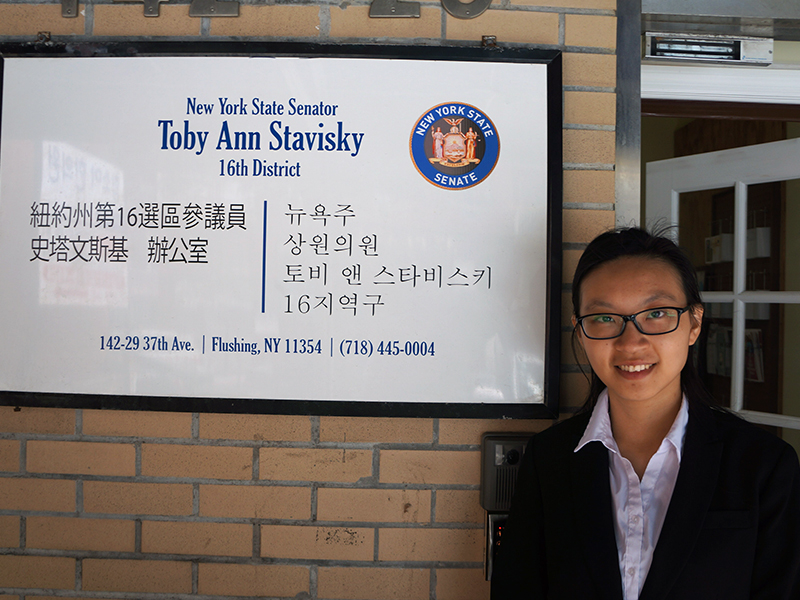 New York State Senator
Toby Ann Stavisky
16th District
NEW YORK STATE
SENATE
紐約州第16選區參議員
史塔文斯基 辦公室
뉴욕주
상원의원
토비 앤 스타비스키
16지역구
142-29 37th Ave. | Flushing, NY 11354 | (718) 445-0004